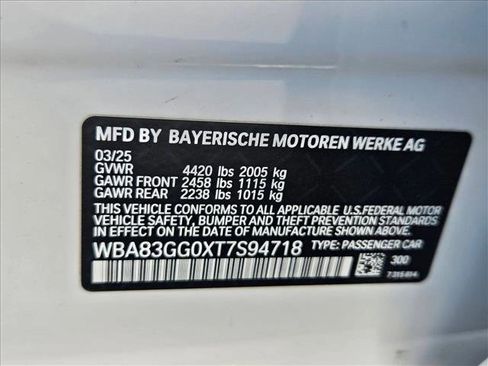 MFD BY BAYERISCHE MOTOREN WERKE AG
03/25
GVWR 4420 lbs 2005 kg
GAWR FRONT 2458 lbs 1115 kg
GAWR REAR 2238 lbs 1015 kg
THIS VEHICLE CONFORMS TO ALL APPLICABLE U.S. FEDERAL MOTOR
VEHICLE SAFETY, BUMPER AND THEFT PREVENTION STANDARDS
IN EFFECT ON THE DATE OF MANUFACTURE SHOWN ABOVE.
WBA83GG0XT7S94718 TYPE: PASSENGER CAR
300